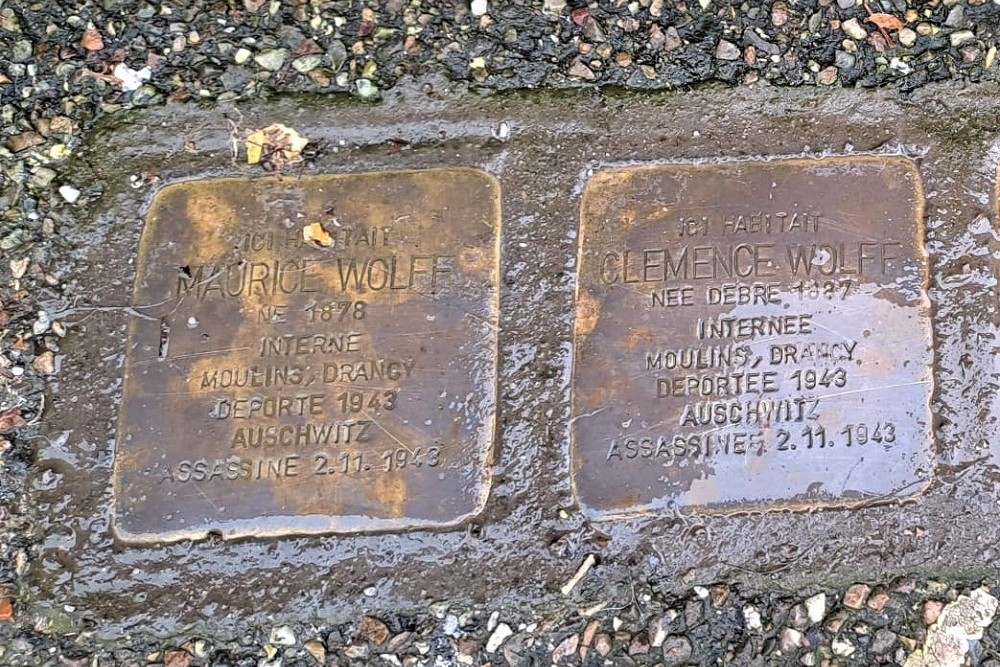 ICI HABITAIT
MAURICE WOLFF
NE 1878
INTERNE
MOULINS, DRANCY
DEPORTE 1943
AUSCHWITZ
ASSASSINE 2.11.1943
ICI HABITAIT
CLEMENCE WOLFF
NEE DEBRE 1887
INTERNEE
MOULINS, DRANCY
DEPORTEE 1943
AUSCHWITZ
ASSASSINEE 2.11.1943